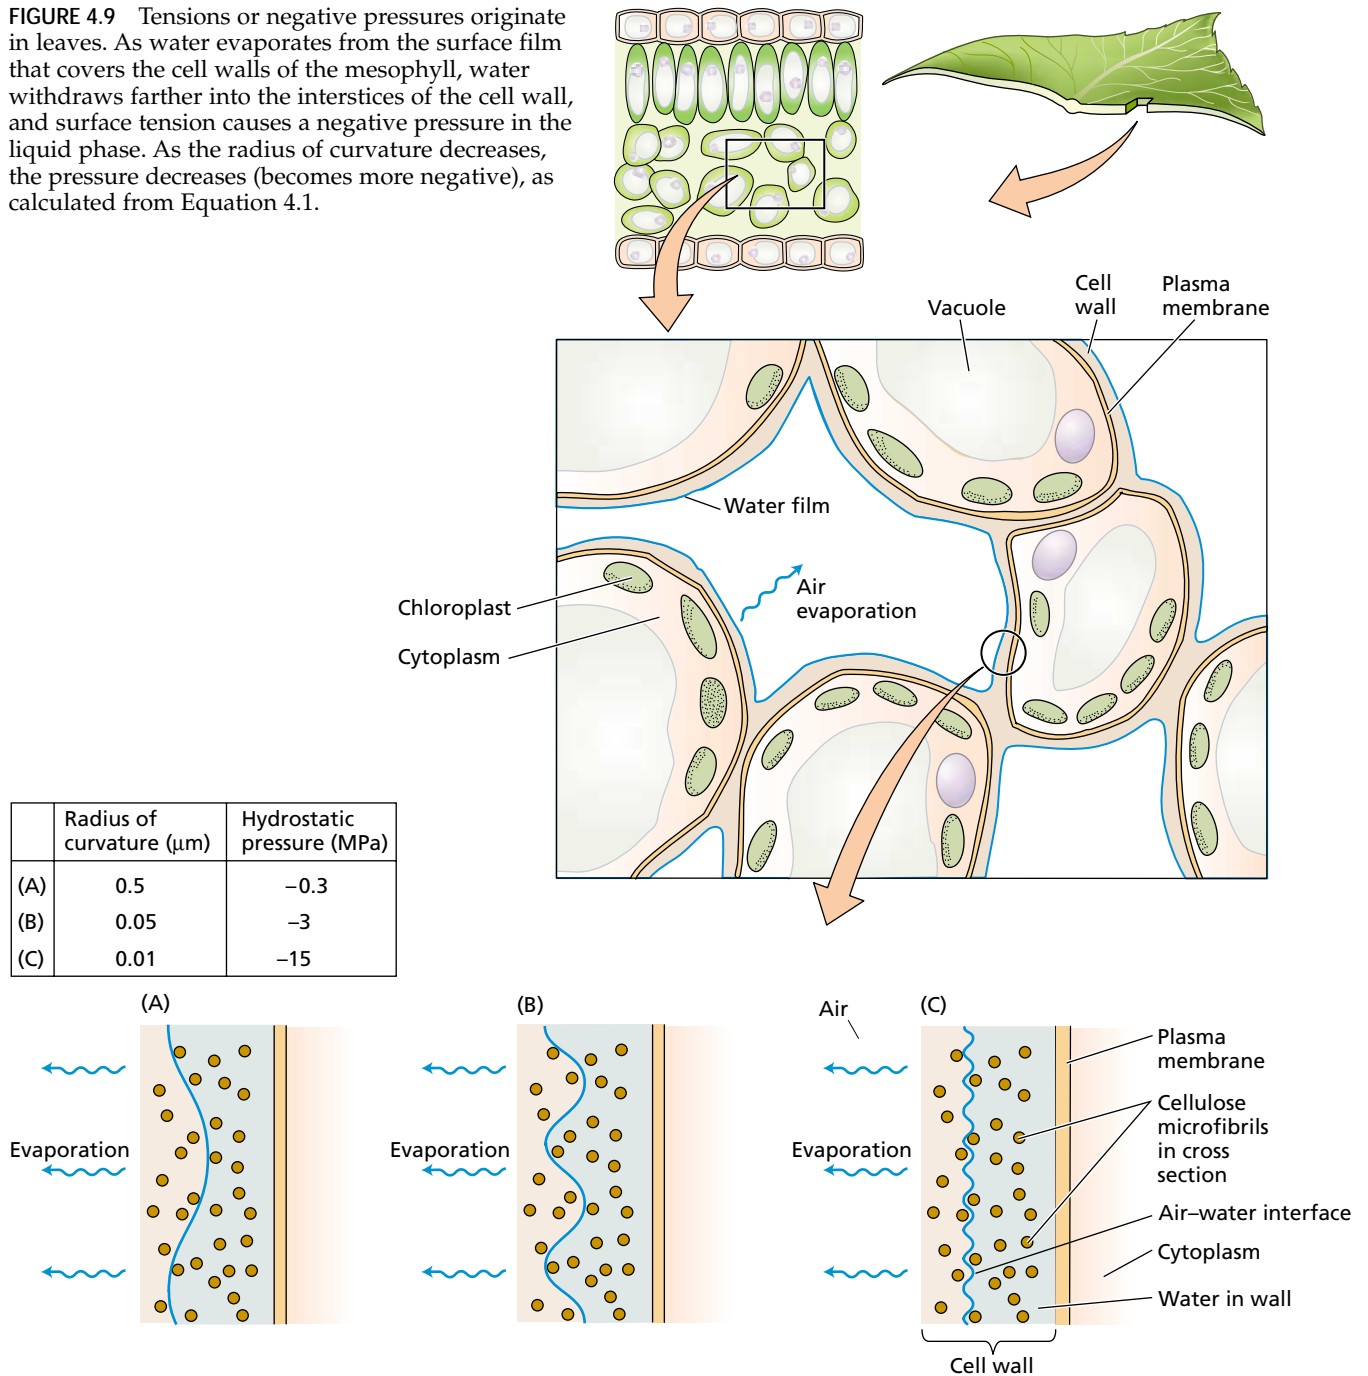 FIGURE 4.9 Tensions or negative pressures originate
in leaves. As water evaporates from the surface film
that covers the cell walls of the mesophyll, water
withdraws farther into the interstices of the cell wall,
and surface tension causes a negative pressure in the
liquid phase. As the radius of curvature decreases,
the pressure decreases (becomes more negative), as
calculated from Equation 4.1.
Vacuole
Cell
wall
Plasma
membrane
Water film
Air
evaporation
Chloroplast
Cytoplasm
Radius of
curvature (μm)
Hydrostatic
pressure (MPa)
(A) 0.5 –0.3
(B) 0.05 –3
(C) 0.01 –15
(A)
Evaporation
(B)
Evaporation
Air
(C)
Evaporation
Plasma
membrane
Cellulose
microfibrils
in cross
section
Air–water interface
Cytoplasm
Water in wall
Cell wall